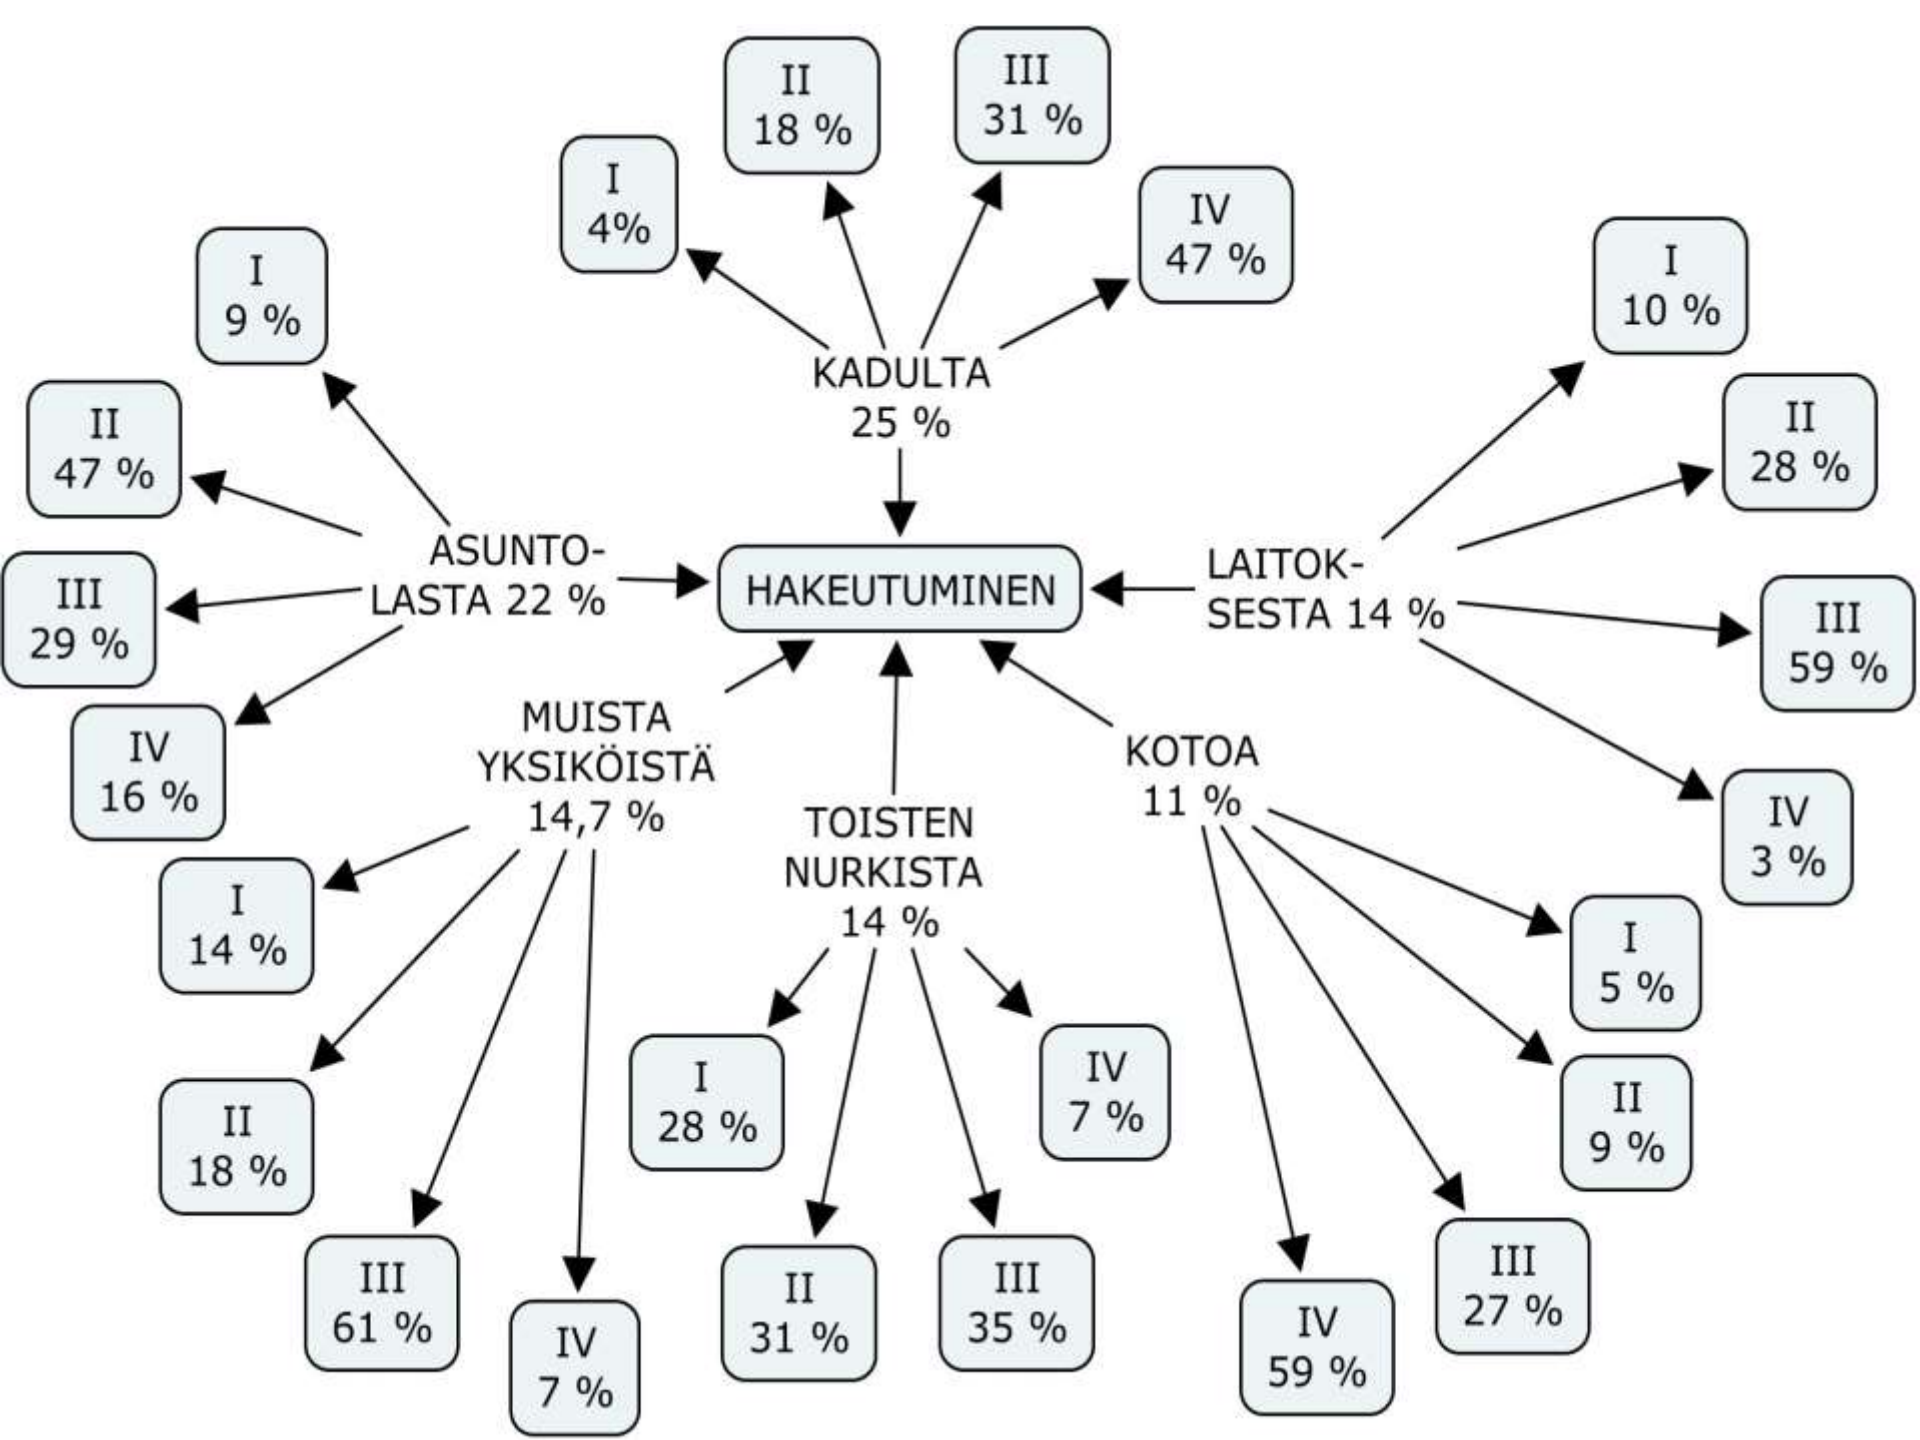 II
18 %
III
31 %
I
4%
IV
47 %
I
9 %
I
10 %
KADULTA
25 %
II
47 %
II
28 %
ASUNTO-
LASTA 22 %
HAKEUTUMINEN
LAITOK-
SESTA 14 %
III
29 %
III
59 %
IV
16 %
MUISTA
YKSIKÖISTÄ
14,7 %
KOTOA
11 %
TOISTEN
NURKISTA
14 %
IV
3 %
I
14 %
I
5 %
I
28 %
IV
7 %
II
18 %
II
9 %
III
61 %
IV
7 %
II
31 %
III
35 %
IV
59 %
III
27 %